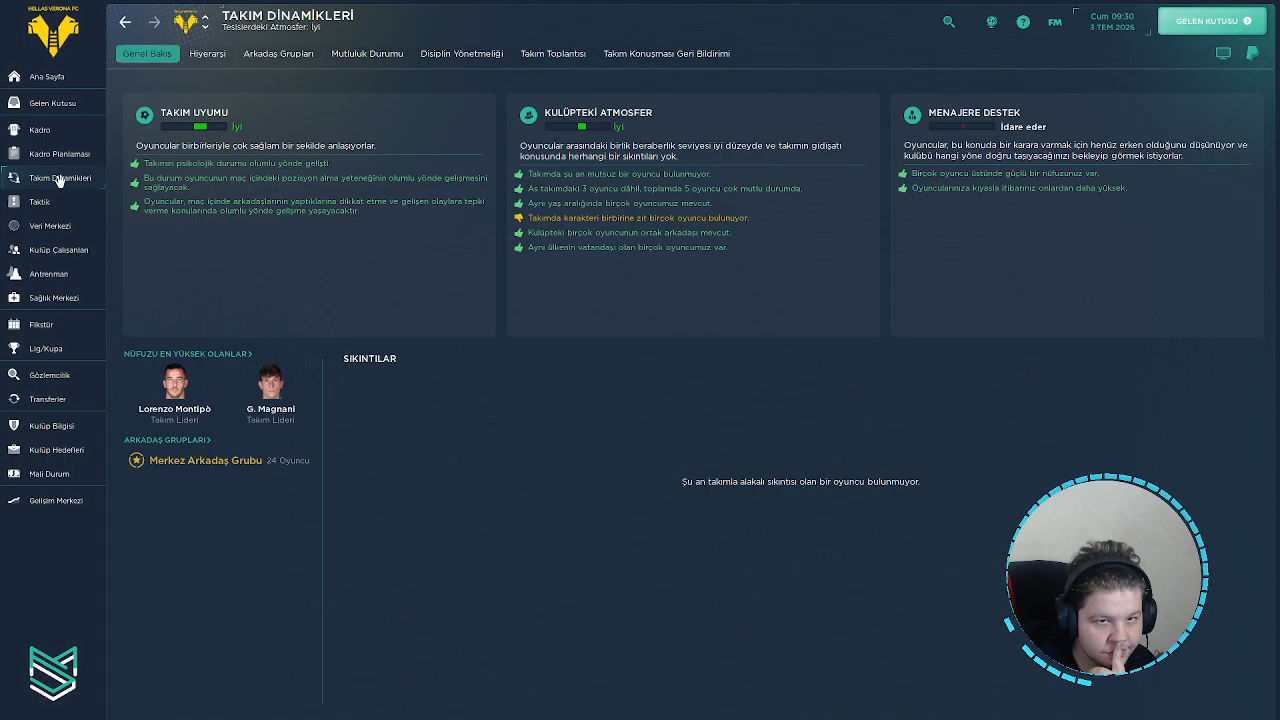 HELLAS VERONA FC
TAKIM DİNAMİKLERİ
Tesislerdeki Atmosfer: İyi
FM
Cum 09:30
3 TEM 2026
GELEN KUTUSU
Genel Bakış
Hiyerarşi
Arkadaş Grupları
Mutluluk Durumu
Disiplin Yönetmeliği
Takım Toplantısı
Takım Konuşması Geri Bildirimi
Ana Sayfa
Gelen Kutusu
Kadro
Kadro Planlaması
Takım Dinamikleri
Taktik
Veri Merkezi
Kulüp Çalışanları
Antrenman
Sağlık Merkezi
Fikstür
Lig/Kupa
Gözlemcilik
Transferler
Kulüp Bilgisi
Kulüp Hedefleri
Mali Durum
Gelişim Merkezi
TAKIM UYUMU
İyi
Oyuncular birbirleriyle çok sağlam bir şekilde anlaşıyorlar.
Takımın psikolojik durumu olumlu yönde gelişti.
Bu durum oyuncunun maç içindeki pozisyon alma yeteneğinin olumlu yönde gelişmesini
sağlayacak.
Oyuncular, maç içinde arkadaşlarının yaptıklarına dikkat etme ve gelişen olaylara tepki
verme konularında olumlu yönde gelişme yaşayacaktır.
KULÜPTEKİ ATMOSFER
İyi
Oyuncular arasındaki birlik beraberlik seviyesi iyi düzeyde ve takımın gidişatı
konusunda herhangi bir sıkıntıları yok.
Takımda şu an mutsuz bir oyuncu bulunmuyor.
As takımdaki 3 oyuncu dâhil, toplamda 5 oyuncu çok mutlu durumda.
Aynı yaş aralığında birçok oyuncumuz mevcut.
Takımda karakteri birbirine zıt birçok oyuncu bulunuyor.
Kulüpteki birçok oyuncunun ortak arkadaşı mevcut.
Aynı ülkenin vatandaşı olan birçok oyuncumuz var.
MENAJERE DESTEK
İdare eder
Oyuncular, bu konuda bir karara varmak için henüz erken olduğunu düşünüyor ve
kulübü hangi yöne doğru taşıyacağınızı bekleyip görmek istiyorlar.
Birçok oyuncu üstünde güçlü bir nüfuzunuz var.
Oyuncularınıza kıyasla itibarınız onlardan daha yüksek.
NÜFUZU EN YÜKSEK OLANLAR
Lorenzo Montipò
Takım Lideri
G. Magnani
Takım Lideri
ARKADAŞ GRUPLARI
Merkez Arkadaş Grubu 24 Oyuncu
SIKINTILAR
Şu an takımla alakalı sıkıntısı olan bir oyuncu bulunmuyor.